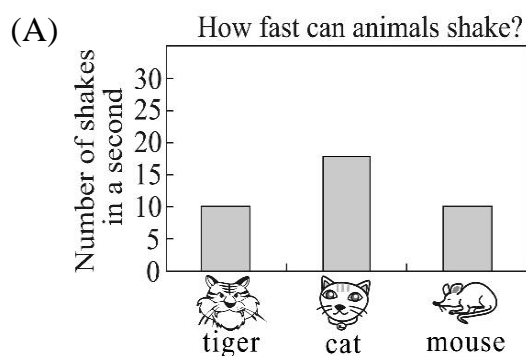 (A)
How fast can animals shake?
Number of shakes
in a second
30
25
20
15
10
5
0
tiger
cat
mouse